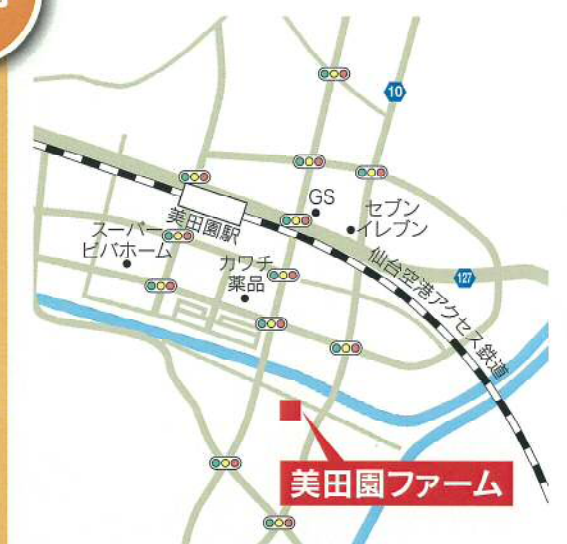 10
GS
セブン
イレブン
美田園駅
スーパー
ビバホーム
カワチ
薬品
仙台空港アクセス鉄道
127
美田園ファーム